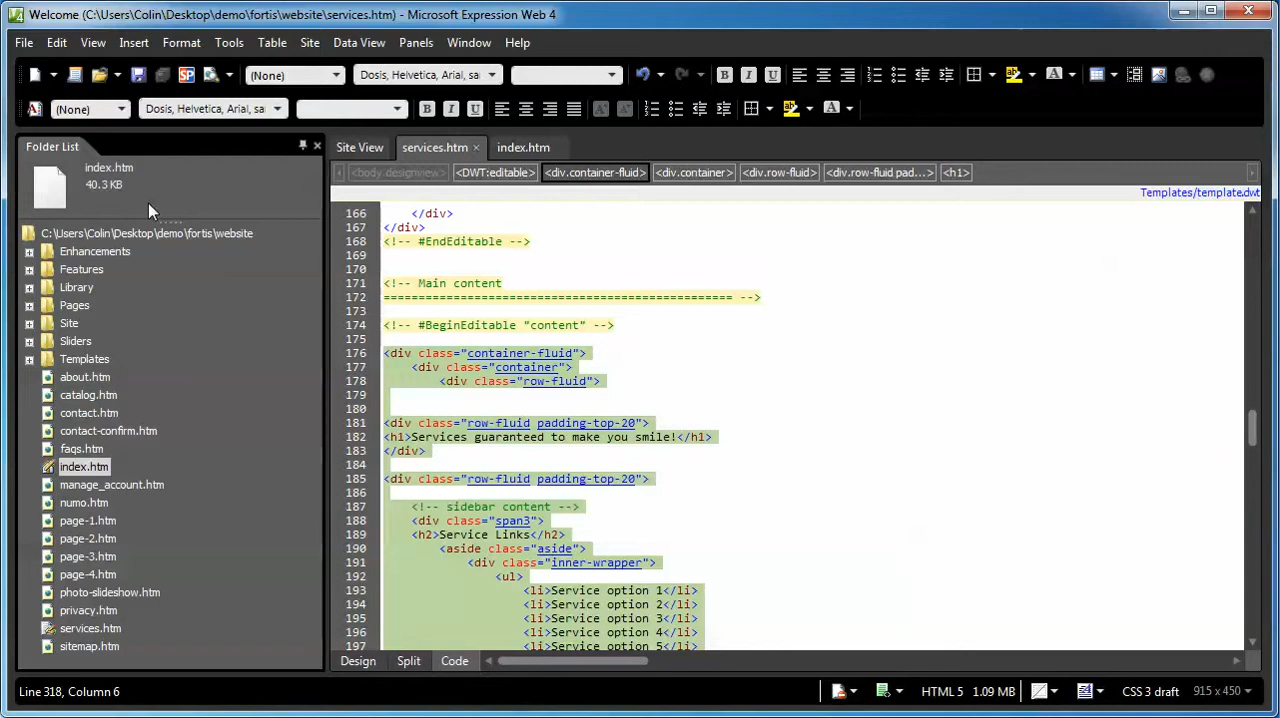 Welcome (C:\Users\Colin\Desktop\demo\fortis\website\services.htm) - Microsoft Expression Web 4
File Edit View Insert Format Tools Table Site Data View Panels Window Help
(None) Dosis, Helvetica, Arial, sa
(None) Dosis, Helvetica, Arial, sa
Folder List
index.htm
40.3 KB
C:\Users\Colin\Desktop\demo\fortis\website
Enhancements
Features
Library
Pages
Site
Sliders
Templates
about.htm
catalog.htm
contact.htm
contact-confirm.htm
faqs.htm
index.htm
manage_account.htm
numo.htm
page-1.htm
page-2.htm
page-3.htm
page-4.htm
photo-slideshow.htm
privacy.htm
services.htm
sitemap.htm
Site View services.htm × index.htm
<body designview> <DWT:editable> <div.container-fluid> <div.container> <div.row-fluid> <div.row-fluid pad...> <h1>
Templates/template.dwt
166 </div>
167 </div>
168 <!-- #EndEditable -->
169
170
171 <!-- Main content
172 ================================================== -->
173
174 <!-- #BeginEditable "content" -->
175
176 <div class="container-fluid">
177 <div class="container">
178 <div class="row-fluid">
179
180
181 <div class="row-fluid padding-top-20">
182 <h1>Services guaranteed to make you smile!</h1>
183 </div>
184
185 <div class="row-fluid padding-top-20">
186
187 <!-- sidebar content -->
188 <div class="span3">
189 <h2>Service Links</h2>
190 <aside class="aside">
191 <div class="inner-wrapper">
192 <ul>
193 <li>Service option 1</li>
194 <li>Service option 2</li>
195 <li>Service option 3</li>
196 <li>Service option 4</li>
197 <li>Service option 5</li>
Design Split Code
Line 318, Column 6
HTML 5 1.09 MB CSS 3 draft 915 x 450